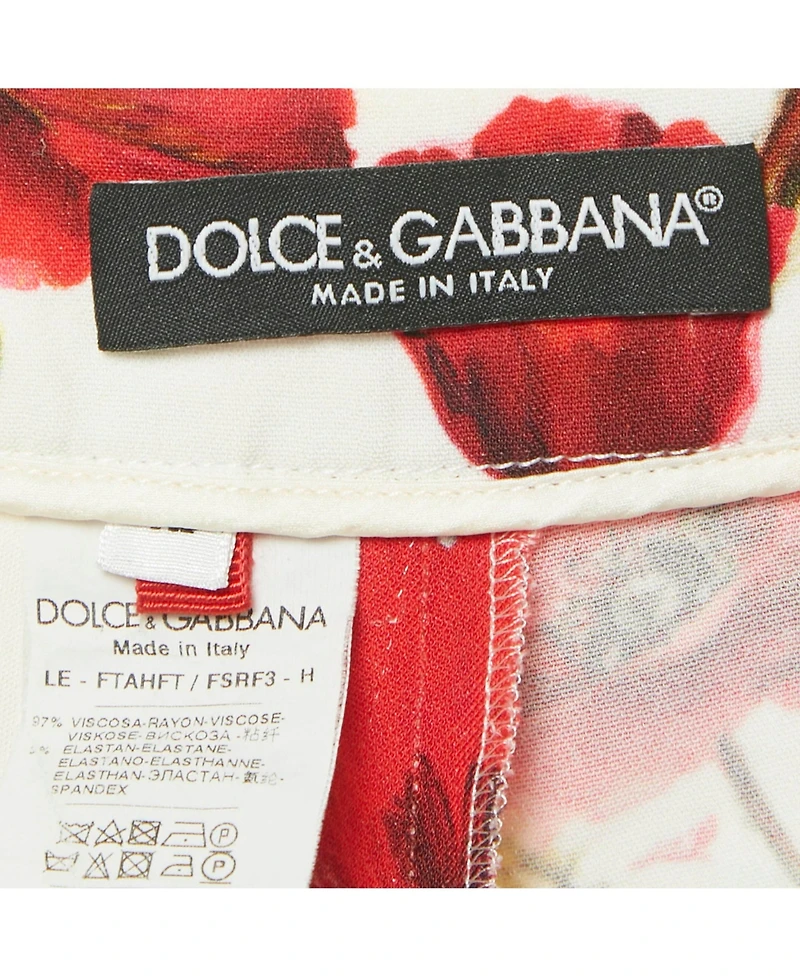 DOLCE & GABBANA®
MADE IN ITALY
DOLCE & GABBANA
Made in Italy
LE - FTAHFT / FSRF3 - H
97% VISCOSA-RAYON-VISCOSE-
VISKOSE-ВИСКОЗА-粘纤
ELASTAN-ELASTANE-
ELASTANO-ELASTHANNE-
ELASTHAN-ЭЛАСТАН-氨纶-
SPANDEX
P
P